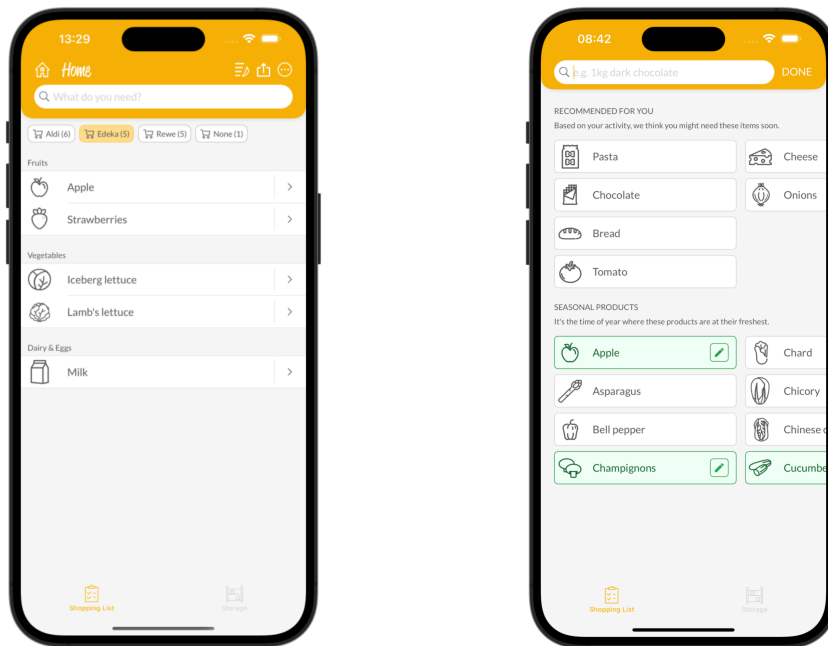 13:29
Home
What do you need?
Aldi (6) Edeka (5) Rewe (5) None (1)
Fruits
Apple
Strawberries
Vegetables
Iceberg lettuce
Lamb's lettuce
Dairy & Eggs
Milk
Shopping List Storage
08:42
e.g. 1kg dark chocolate DONE
RECOMMENDED FOR YOU
Based on your activity, we think you might need these items soon.
Pasta Cheese
Chocolate Onions
Bread
Tomato
SEASONAL PRODUCTS
It's the time of year where these products are at their freshest.
Apple Chard
Asparagus Chicory
Bell pepper Chinese c
Champignons Cucumbe
Shopping List Storage